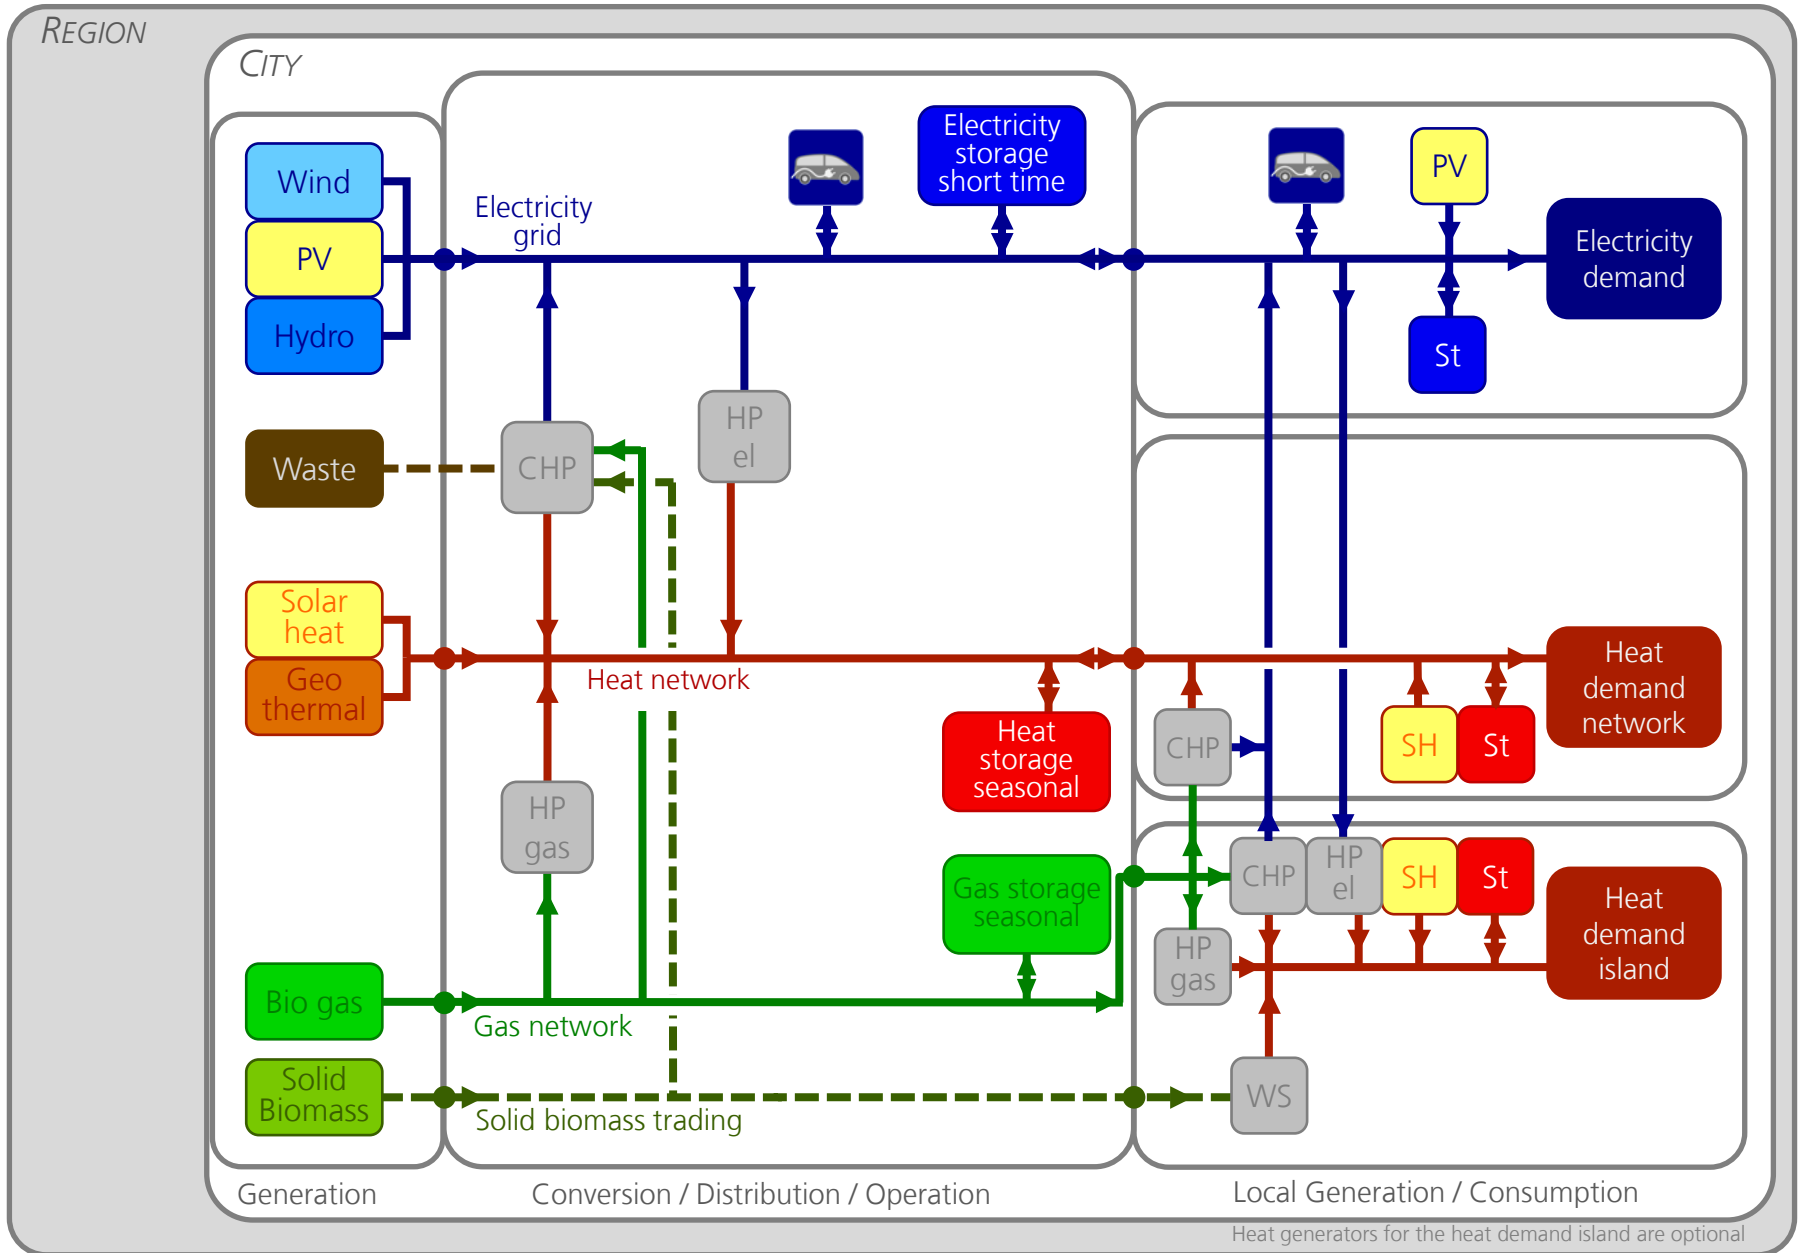 REGION
CITY
Wind
PV
Hydro
Waste
Solar
heat
Geo
thermal
Bio gas
Solid
Biomass
Generation
Electricity
grid
Electricity
storage
short time
CHP
HP
el
Heat network
HP
gas
Heat
storage
seasonal
Gas storage
seasonal
Gas network
Solid biomass trading
Conversion / Distribution / Operation
PV
St
Electricity
demand
CHP
SH
St
Heat
demand
network
CHP
HP
el
SH
St
HP
gas
Heat
demand
island
WS
Local Generation / Consumption
Heat generators for the heat demand island are optional